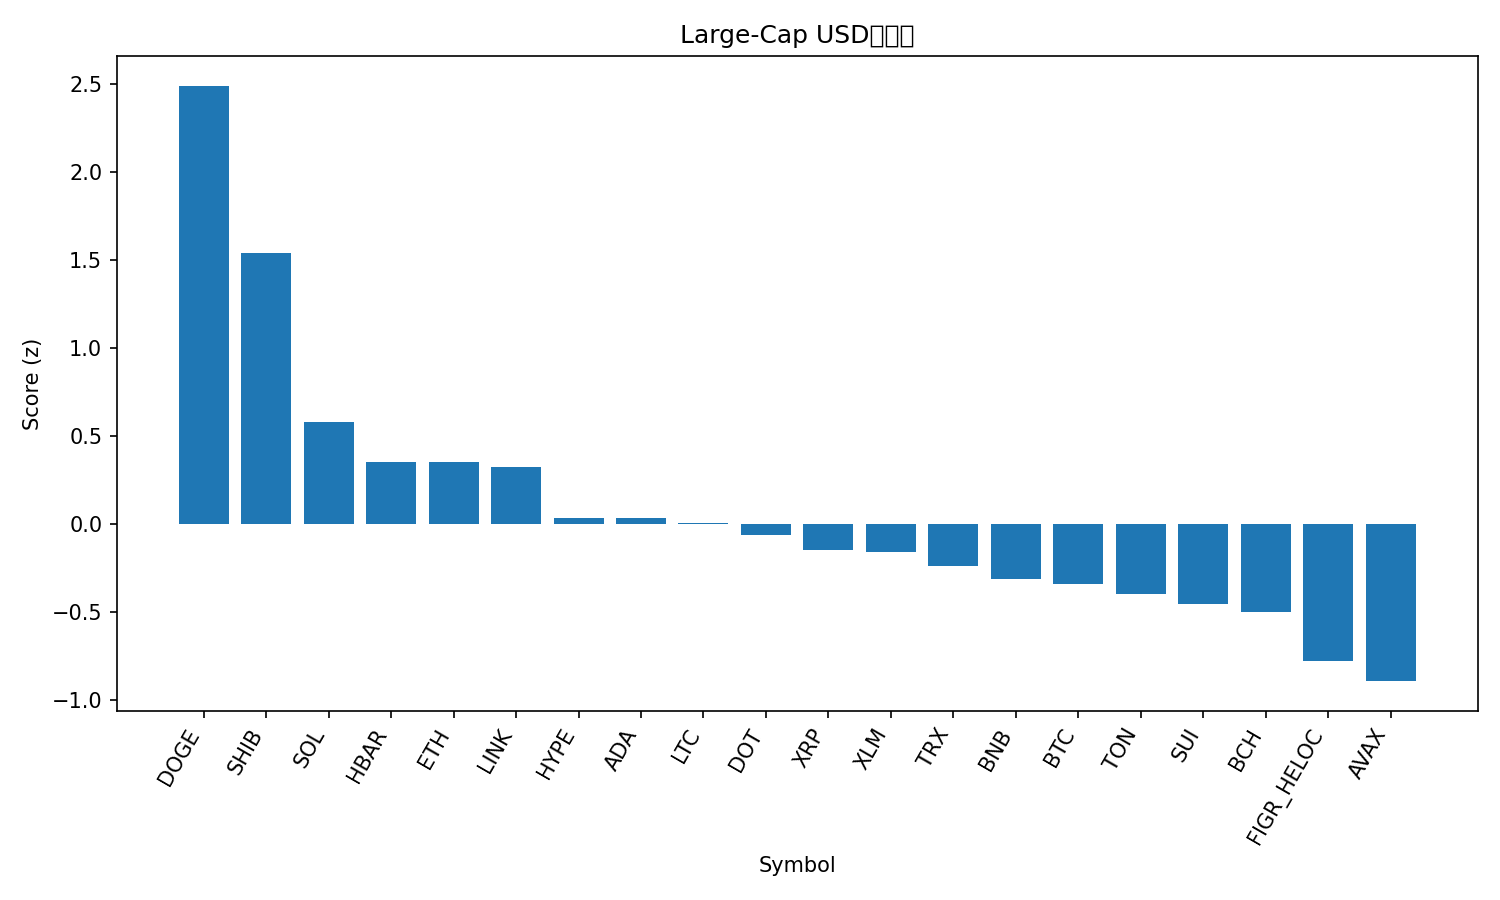 Large-Cap USD
Score (z)
2.5
2.0
1.5
1.0
0.5
0.0
−0.5
−1.0
DOGE
SHIB
SOL
HBAR
ETH
LINK
HYPE
ADA
LTC
DOT
XRP
XLM
TRX
BNB
BTC
TON
SUI
BCH
FIGR_HELOC
AVAX
Symbol